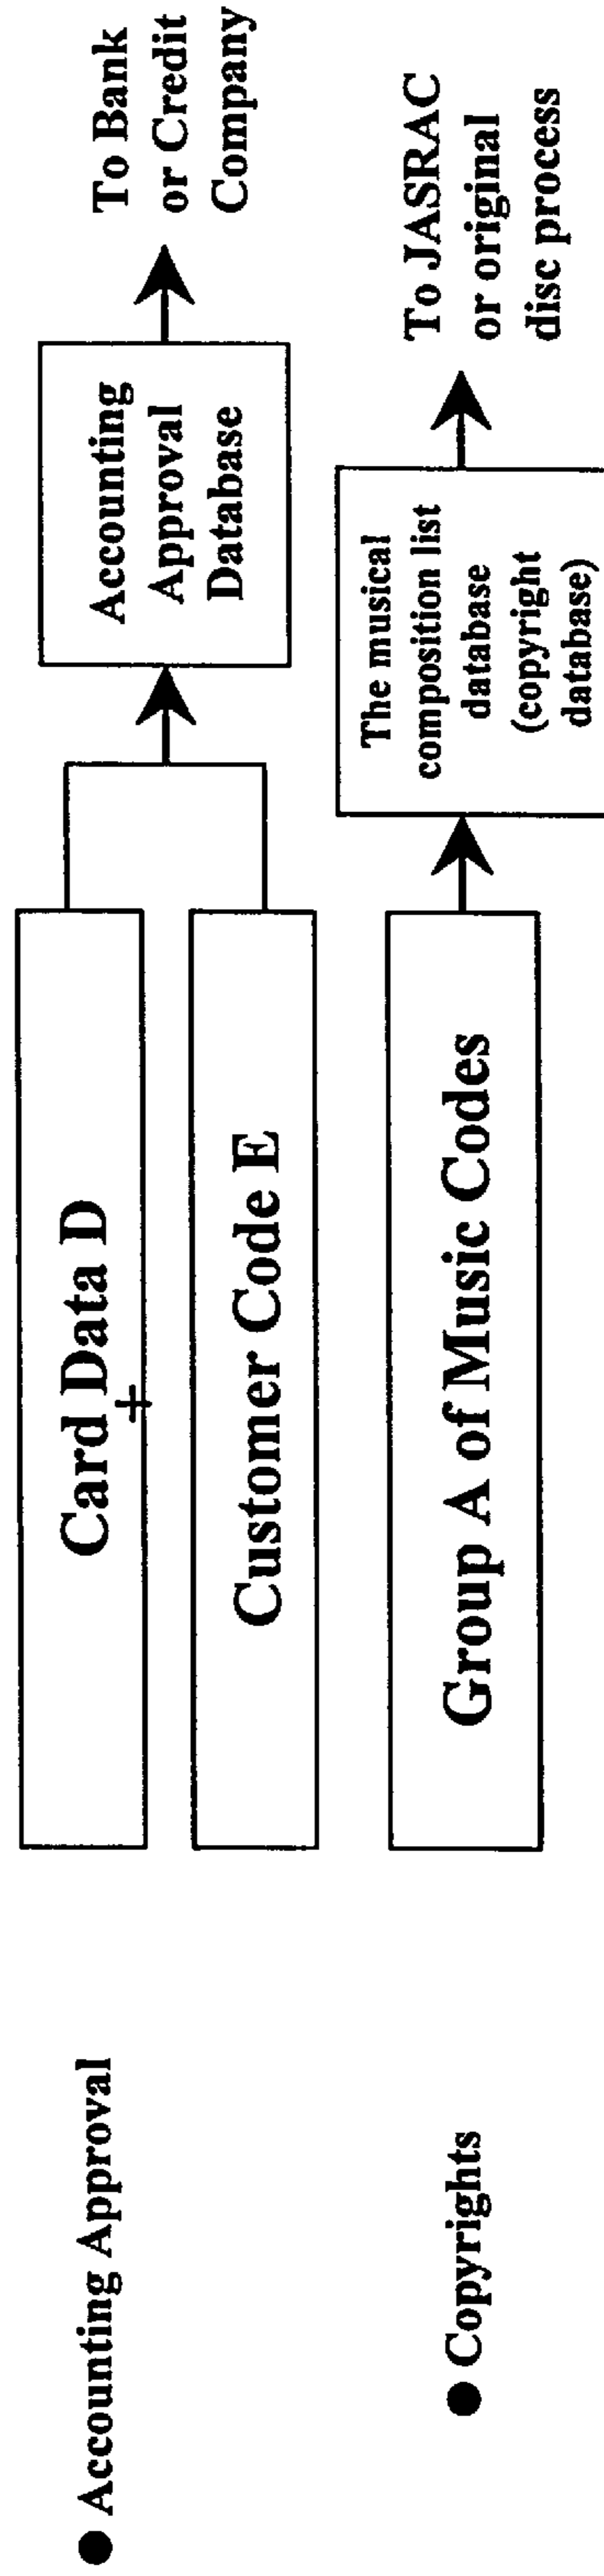 ● Accounting Approval
Card Data D
+
Customer Code E
Accounting
Approval
Database
To Bank
or Credit
Company
● Copyrights
Group A of Music Codes
The musical
composition list
database
(copyright
database)
To JASRAC
or original
disc process